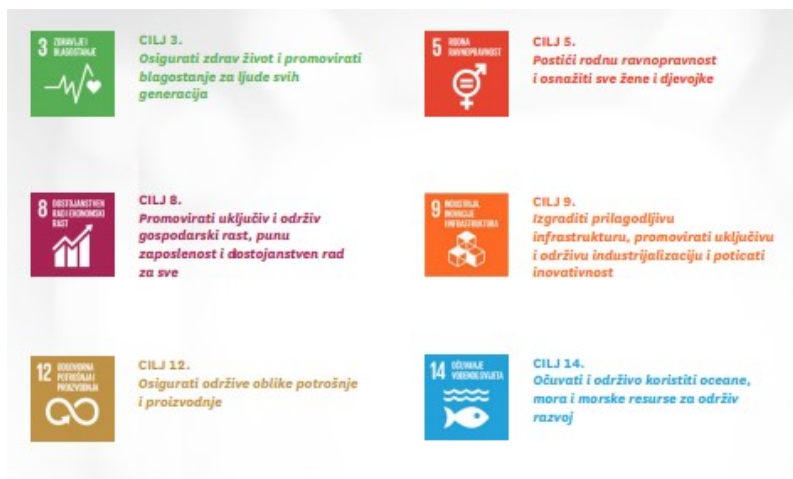 3 ZDRAVLJE I
BLAGOSTANJE
CILJ 3.
Osigurati zdrav život i promovirati
blagostanje za ljude svih
generacija
5 RODNA
RAVNOPRAVNOST
CILJ 5.
Postići rodnu ravnopravnost
i osnažiti sve žene i djevojke
8 DOSTOJANSTVEN
RAD I EKONOMSKI
RAST
CILJ 8.
Promovirati uključiv i održiv
gospodarski rast, punu
zaposlenost i dostojanstven rad
za sve
9 INDUSTRIJA,
INOVACIJE I
INFRASTRUKTURA
CILJ 9.
Izgraditi prilagodljivu
infrastrukturu, promovirati uključivu
i održivu industrijalizaciju i poticati
inovativnost
12 ODGOVORNA
POTROŠNJA I
PROIZVODNJA
CILJ 12.
Osigurati održive oblike potrošnje
i proizvodnje
14 OČUVANJE
VODENOG SVIJETA
CILJ 14.
Očuvati i održivo koristiti oceane,
mora i morske resurse za održiv
razvoj